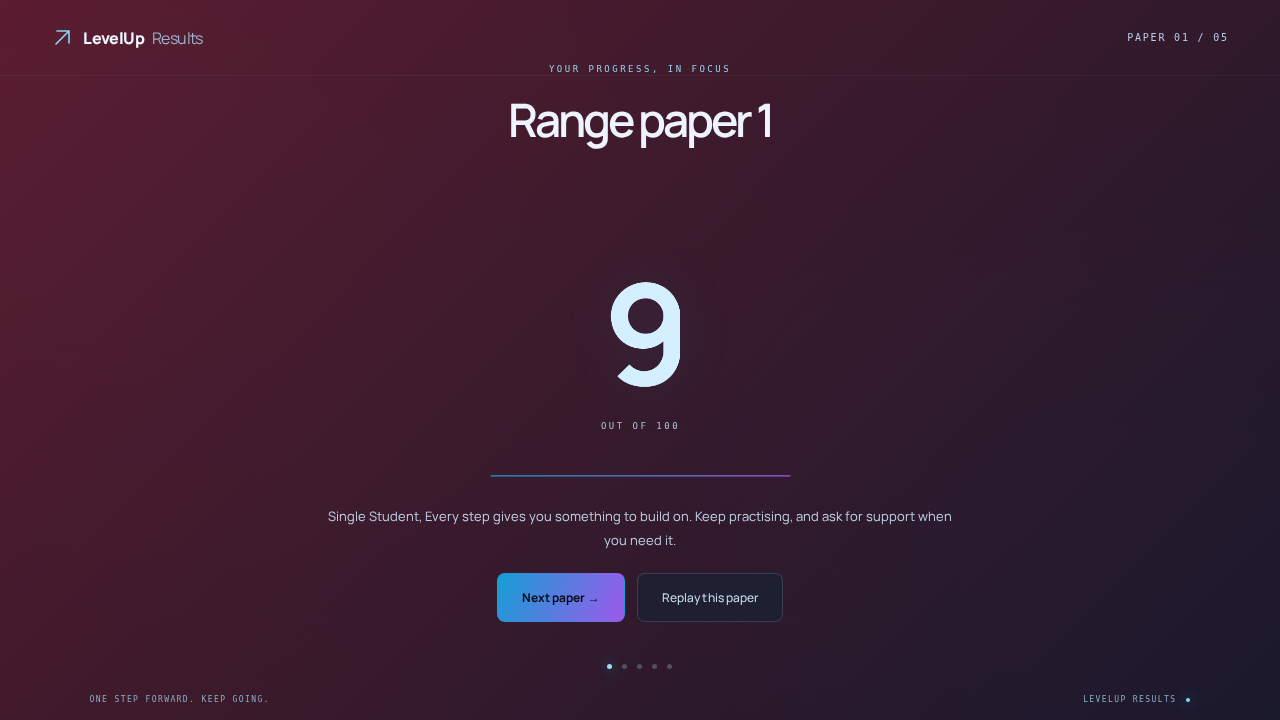 LevelUp Results
PAPER 01 / 05
YOUR PROGRESS, IN FOCUS
Range paper 1
9
OUT OF 100
Single Student, Every step gives you something to build on. Keep practising, and ask for support when
you need it.
Next paper →
Replay this paper
ONE STEP FORWARD. KEEP GOING.
LEVELUP RESULTS